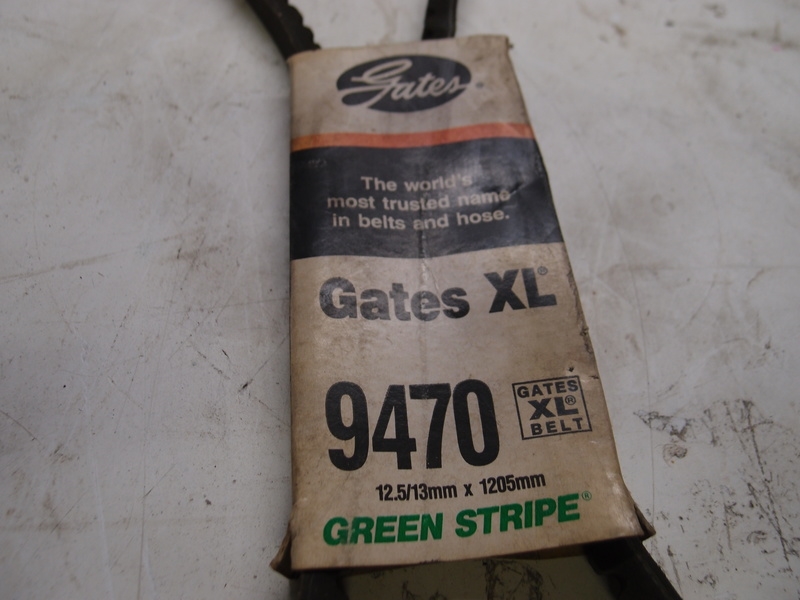 Gates®
The world's
most trusted name
in belts and hose.
Gates XL®
9470
GATES
XL®
BELT
12.5/13mm x 1205mm
GREEN STRIPE®